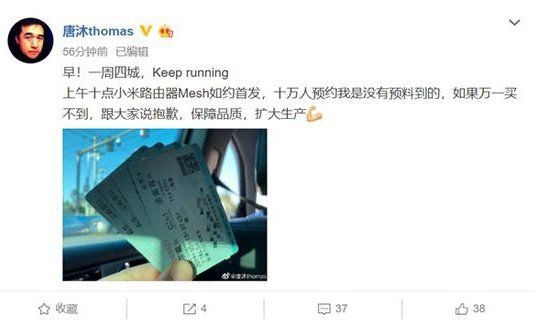 唐沐thomas
56分钟前 已编辑
早！一周四城，Keep running
上午十点小米路由器Mesh如约首发，十万人预约我是没有预料到的，如果万一买
不到，跟大家说抱歉，保障品质，扩大生产
@唐沐thomas
收藏
4
37
38